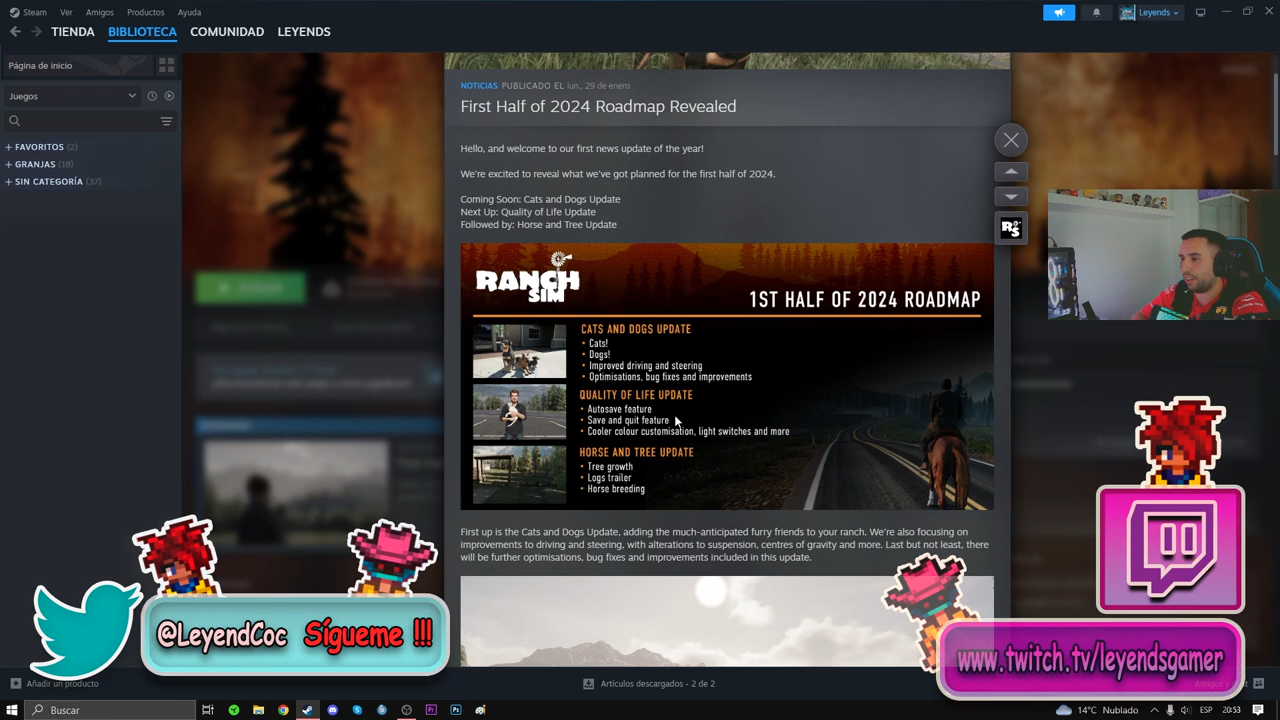 Steam Ver Amigos Productos Ayuda
Leyends
TIENDA BIBLIOTECA COMUNIDAD LEYENDS
Página de inicio
Juegos
+ FAVORITOS (2)
+ GRANJAS (18)
+ SIN CATEGORÍA (37)
NOTICIAS PUBLICADO EL lun., 29 de enero
First Half of 2024 Roadmap Revealed
Hello, and welcome to our first news update of the year!
We're excited to reveal what we've got planned for the first half of 2024.
Coming Soon: Cats and Dogs Update
Next Up: Quality of Life Update
Followed by: Horse and Tree Update
RS
RANCH
SIM
1ST HALF OF 2024 ROADMAP
CATS AND DOGS UPDATE
• Cats!
• Dogs!
• Improved driving and steering
• Optimisations, bug fixes and improvements
QUALITY OF LIFE UPDATE
• Autosave feature
• Save and quit feature
• Cooler colour customisation, light switches and more
HORSE AND TREE UPDATE
• Tree growth
• Logs trailer
• Horse breeding
First up is the Cats and Dogs Update, adding the much-anticipated furry friends to your ranch. We're also focusing on
improvements to driving and steering, with alterations to suspension, centres of gravity and more. Last but not least, there
will be further optimisations, bug fixes and improvements included in this update.
@LeyendCoc Sígueme !!!
www.twitch.tv/leyendsgamer
Añadir un producto
Artículos descargados - 2 de 2
Buscar
14°C Nublado
ESP 20:53